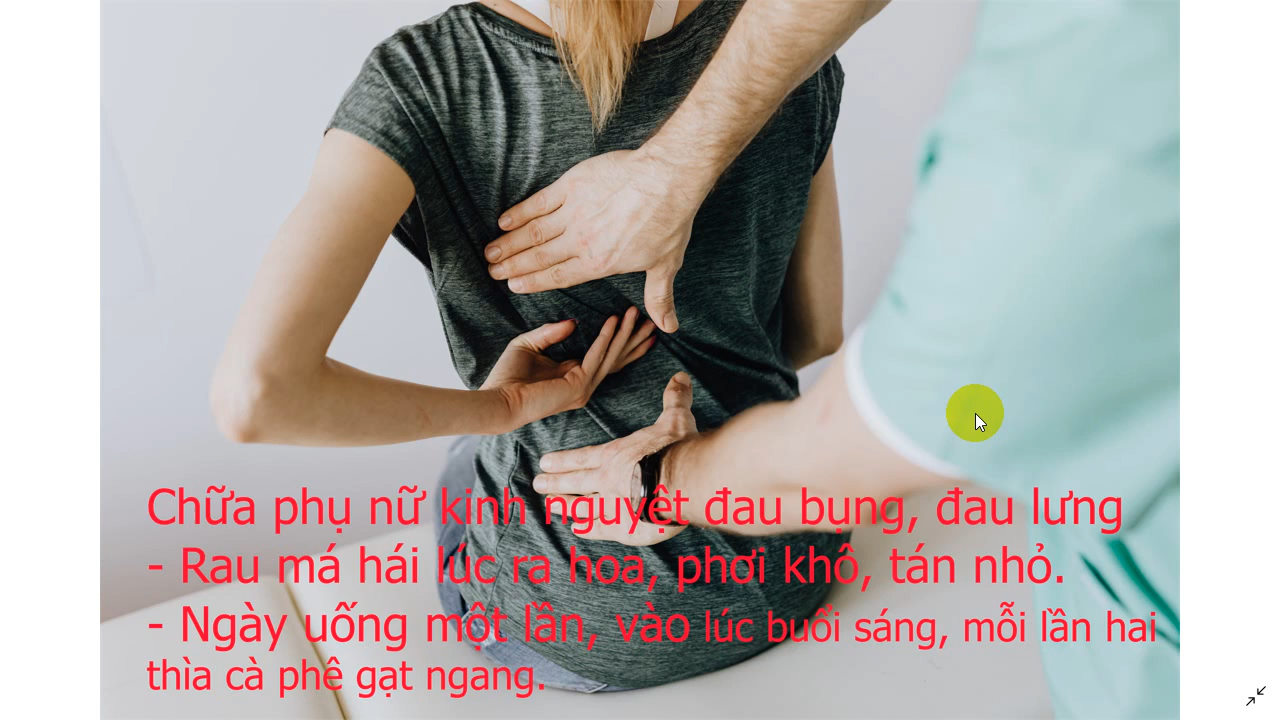 Chữa phụ nữ kinh nguyệt đau bụng, đau lưng
- Rau má hái lúc ra hoa, phơi khô, tán nhỏ.
- Ngày uống một lần, vào lúc buổi sáng, mỗi lần hai
thìa cà phê gạt ngang.